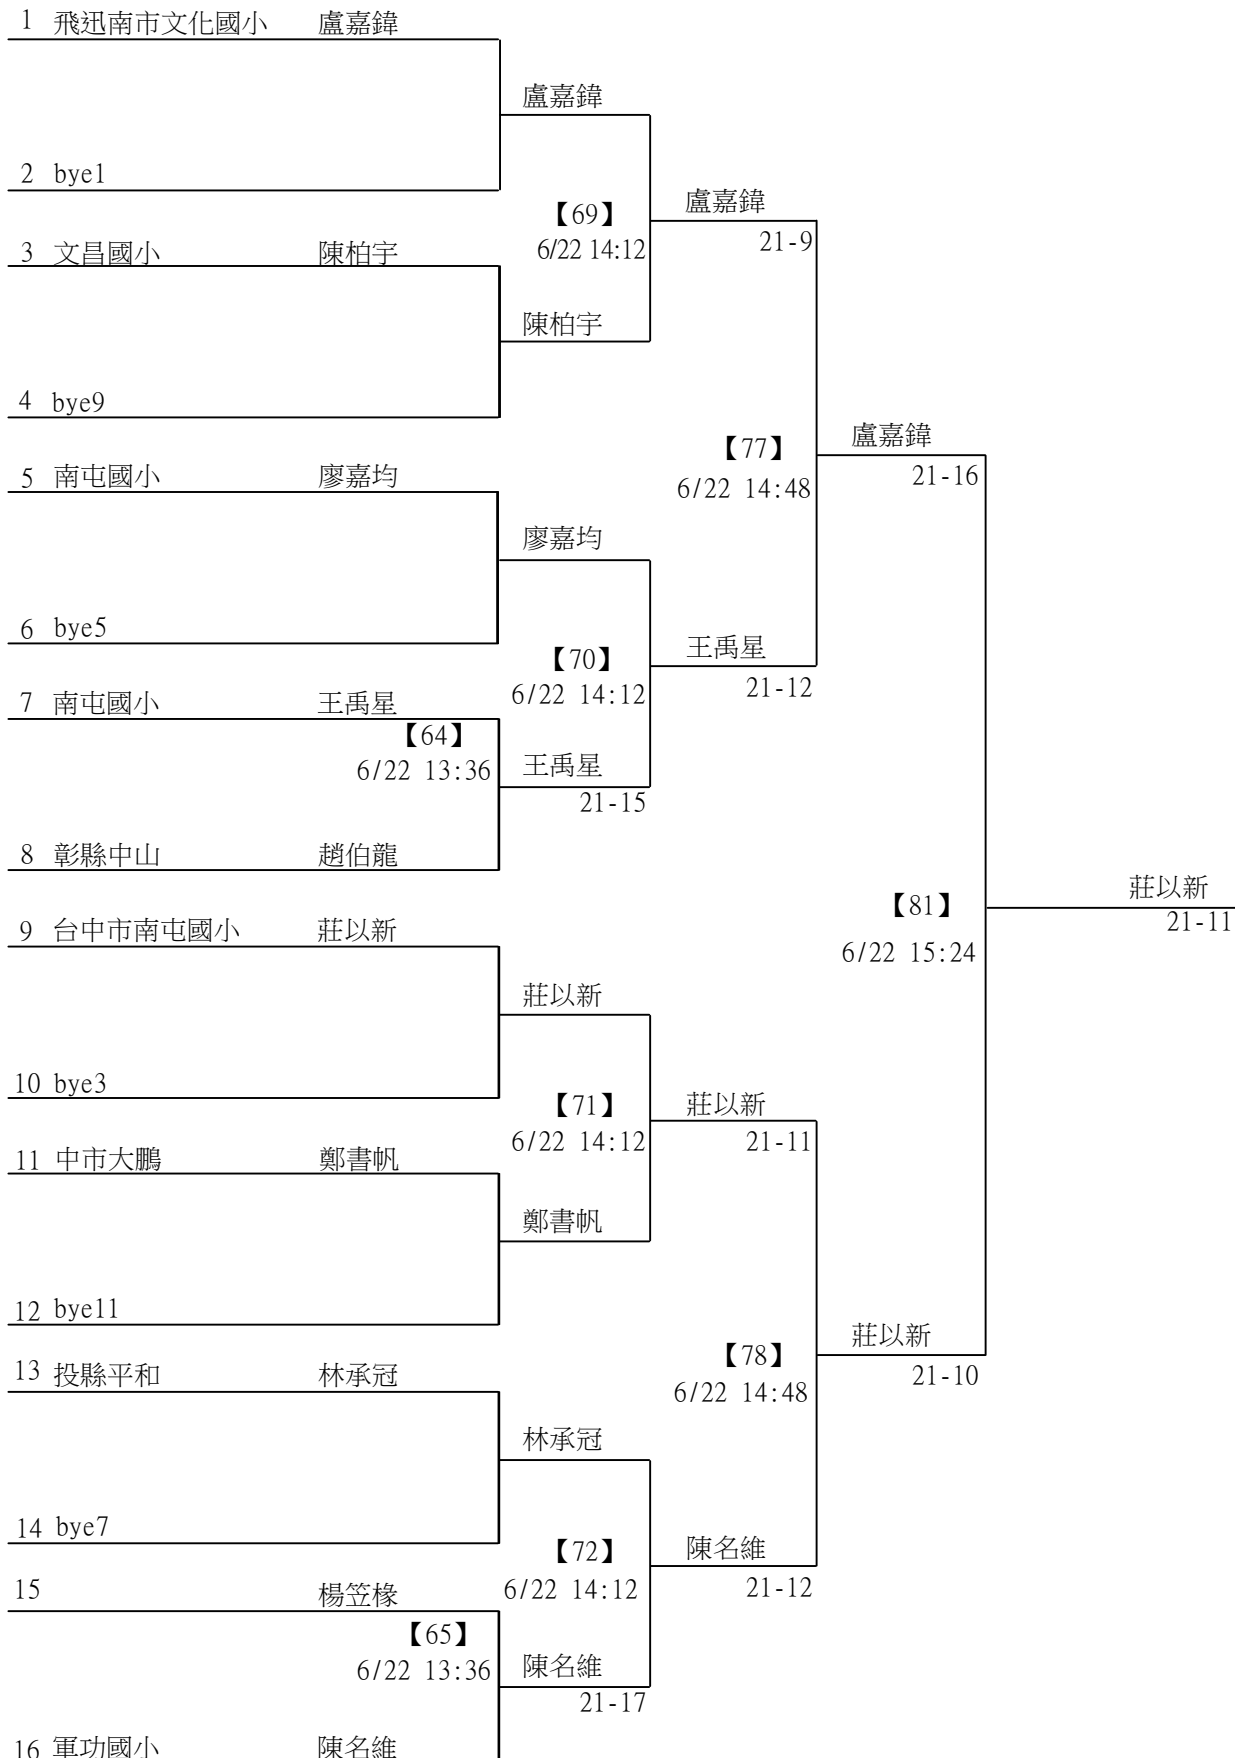 1 飛迅南市文化國小 盧嘉鍏
盧嘉鍏
2 bye1
【69】
6/22 14:12
盧嘉鍏
21-9
3 文昌國小 陳柏宇
陳柏宇
4 bye9
【77】
6/22 14:48
盧嘉鍏
21-16
5 南屯國小 廖嘉均
廖嘉均
6 bye5
【70】
6/22 14:12
王禹星
21-12
7 南屯國小 王禹星
【64】
6/22 13:36
王禹星
21-15
8 彰縣中山 趙伯龍
【81】
6/22 15:24
莊以新
21-11
9 台中市南屯國小 莊以新
莊以新
10 bye3
【71】
6/22 14:12
莊以新
21-11
11 中市大鵬 鄭書帆
鄭書帆
12 bye11
【78】
6/22 14:48
莊以新
21-10
13 投縣平和 林承冠
林承冠
14 bye7
【72】
6/22 14:12
陳名維
21-12
15 楊笠椽
【65】
6/22 13:36
陳名維
21-17
16 軍功國小 陳名維